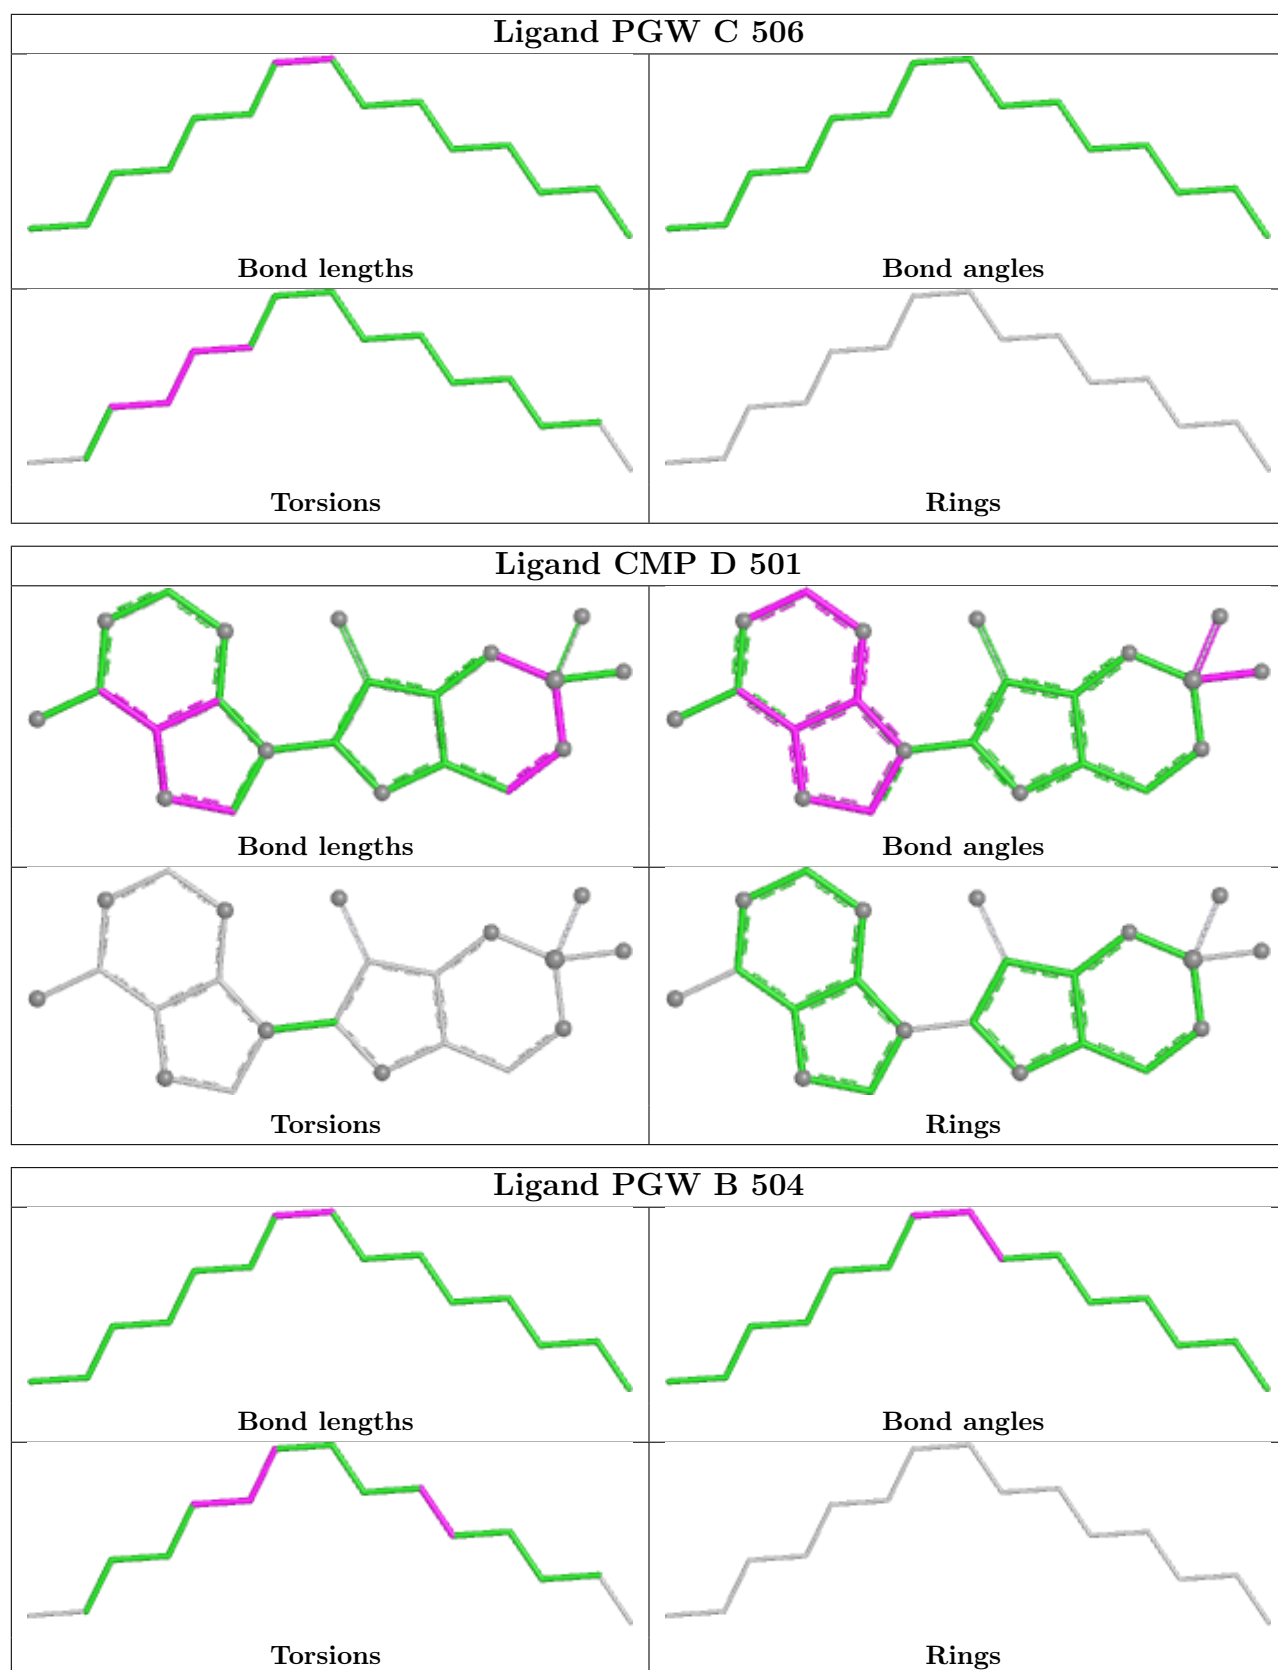 Ligand PGW C 506
Bond lengths
Bond angles
Torsions
Rings
Ligand CMP D 501
Bond lengths
Bond angles
Torsions
Rings
Ligand PGW B 504
Bond lengths
Bond angles
Torsions
Rings